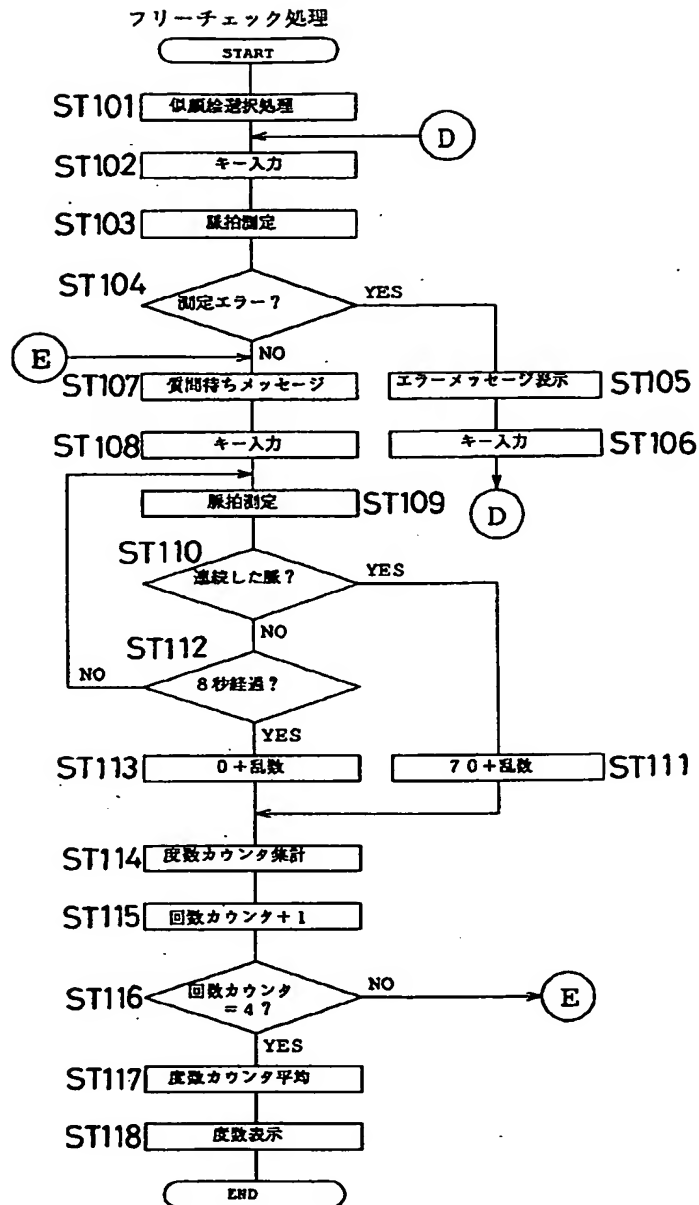 フリーチェック処理
START
ST101 似顔絵選択処理
D
ST102 キー入力
ST103 脈拍測定
ST104 測定エラー?
YES
E
NO
ST107 質問待ちメッセージ
エラーメッセージ表示 ST105
ST108 キー入力
キー入力 ST106
脈拍測定 ST109
D
ST110
連続した脈?
YES
NO
ST112
NO
8秒経過?
YES
ST113 0+乱数
70+乱数 ST111
ST114 度数カウンタ集計
ST115 回数カウンタ+1
ST116 回数カウンタ
=4?
NO
E
YES
ST117 度数カウンタ平均
ST118 度数表示
END